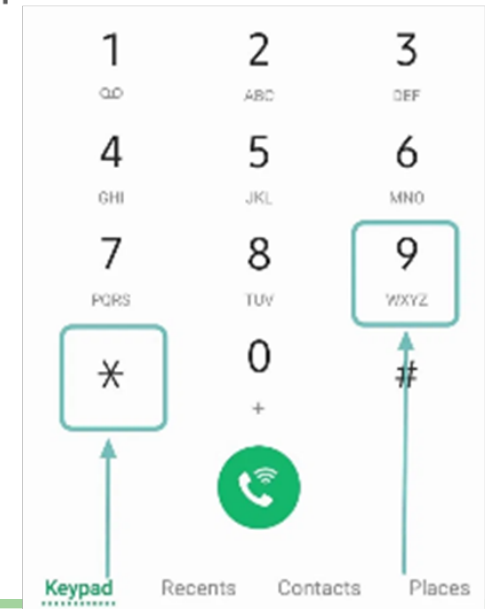 1 2 3
ABC DEF
4 5 6
GHI JKL MNO
7 8 9
PQRS TUV WXYZ
* 0 #
+
Keypad Recents Contacts Places